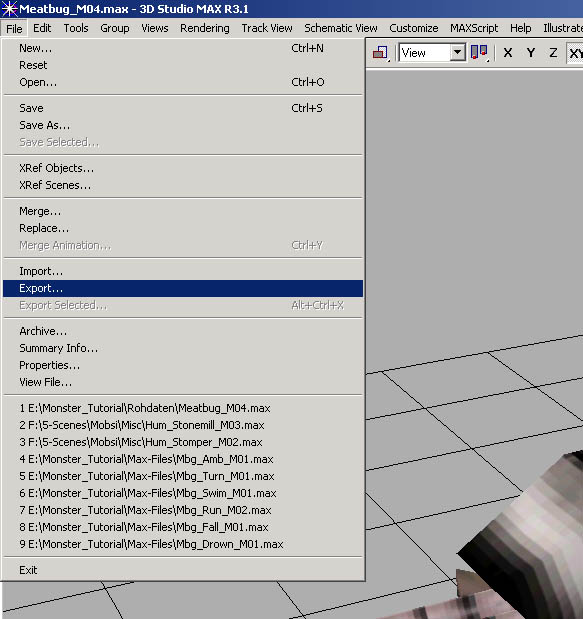 Meatbug_M04.max - 3D Studio MAX R3.1
File Edit Tools Group Views Rendering Track View Schematic View Customize MAXScript Help Illustrate
View X Y Z XY
New... Ctrl+N
Reset
Open... Ctrl+O
Save Ctrl+S
Save As...
Save Selected...
XRef Objects...
XRef Scenes...
Merge...
Replace...
Merge Animation... Ctrl+Y
Import...
Export...
Export Selected... Alt+Ctrl+X
Archive...
Summary Info...
Properties...
View File...
1 E:\Monster_Tutorial\Rohdaten\Meatbug_M04.max
2 F:\5-Scenes\Mobsi\Misc\Hum_Stonemill_M03.max
3 F:\5-Scenes\Mobsi\Misc\Hum_Stomper_M02.max
4 E:\Monster_Tutorial\Max-Files\Mbg_Amb_M01.max
5 E:\Monster_Tutorial\Max-Files\Mbg_Turn_M01.max
6 E:\Monster_Tutorial\Max-Files\Mbg_Swim_M01.max
7 E:\Monster_Tutorial\Max-Files\Mbg_Run_M02.max
8 E:\Monster_Tutorial\Max-Files\Mbg_Fall_M01.max
9 E:\Monster_Tutorial\Max-Files\Mbg_Drown_M01.max
Exit